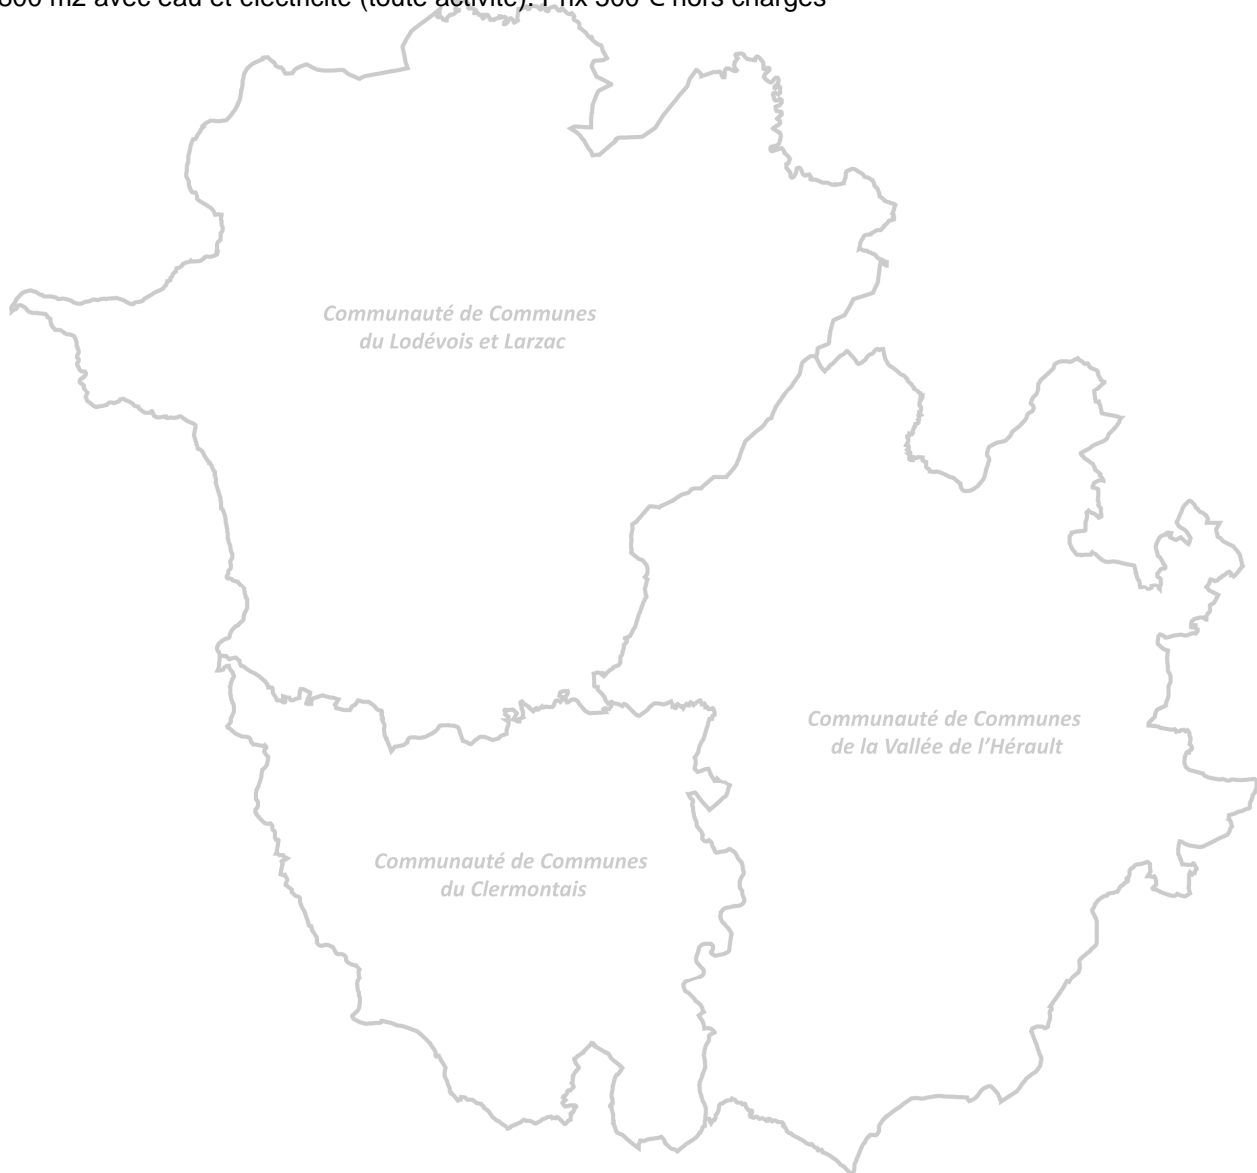 m2 avec eau et électricité (toute activité). Prix 500 € hors charges
Communauté de Communes
du Lodévois et Larzac
Communauté de Communes
de la Vallée de l'Hérault
Communauté de Communes
du Clermontais